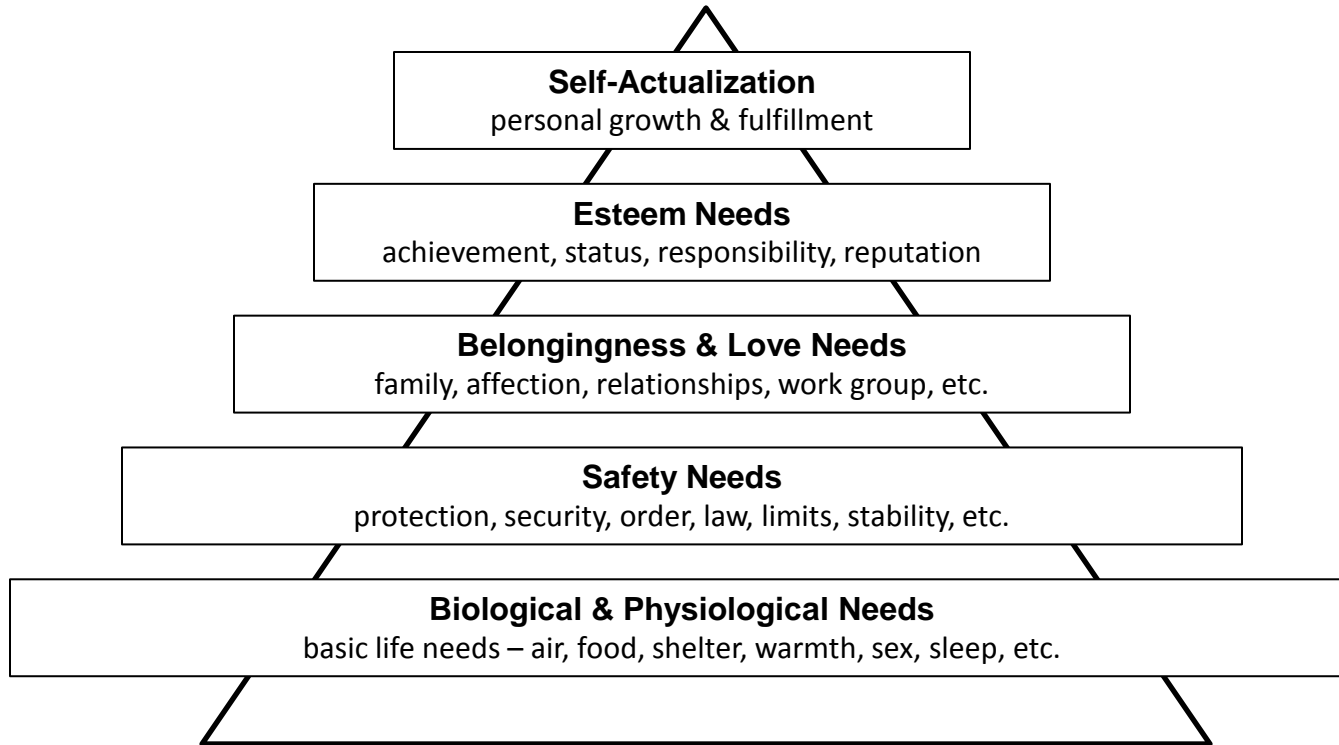 Self-Actualization
personal growth & fulfillment
Esteem Needs
achievement, status, responsibility, reputation
Belongingness & Love Needs
family, affection, relationships, work group, etc.
Safety Needs
protection, security, order, law, limits, stability, etc.
Biological & Physiological Needs
basic life needs – air, food, shelter, warmth, sex, sleep, etc.